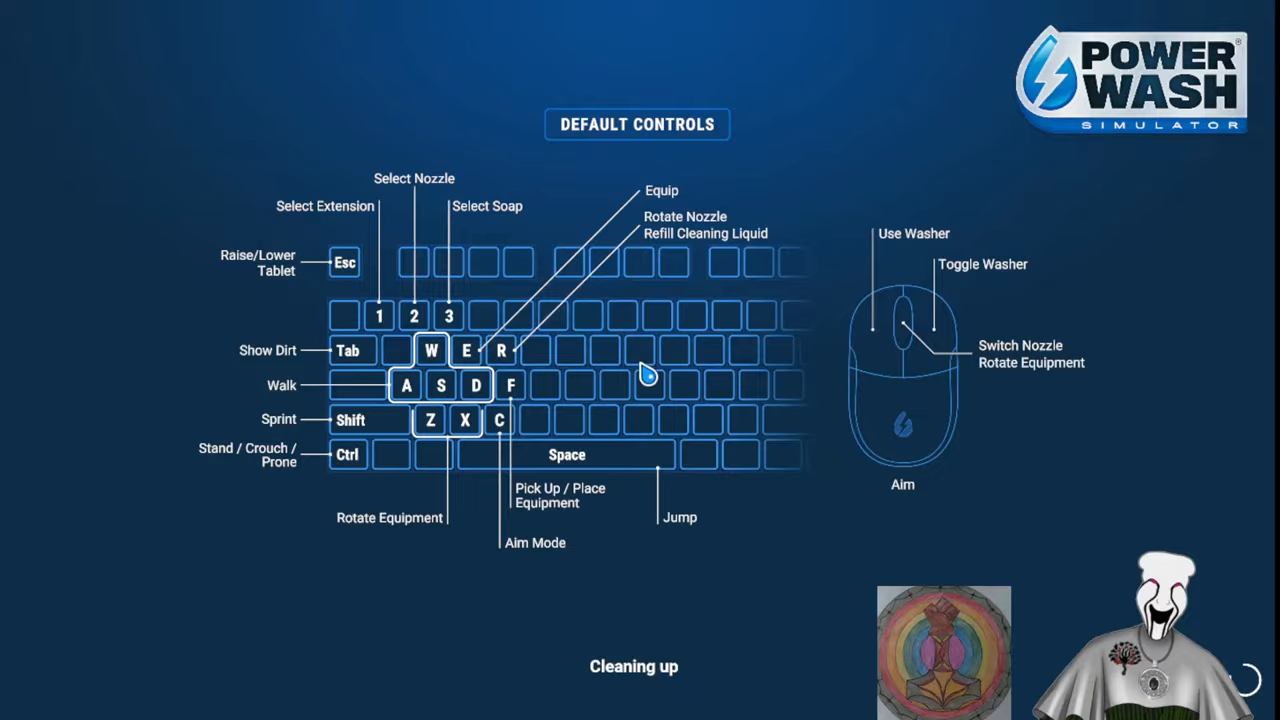 POWER
WASH
SIMULATOR
DEFAULT CONTROLS
Select Nozzle
Select Extension
Select Soap
Equip
Rotate Nozzle
Refill Cleaning Liquid
Use Washer
Toggle Washer
Raise/Lower
Tablet
Esc
1 2 3
Show Dirt
Tab W E R
Switch Nozzle
Rotate Equipment
Walk
A S D F
Sprint
Shift Z X C
Stand / Crouch /
Prone
Ctrl Space
Aim
Pick Up / Place
Equipment
Rotate Equipment
Jump
Aim Mode
Cleaning up